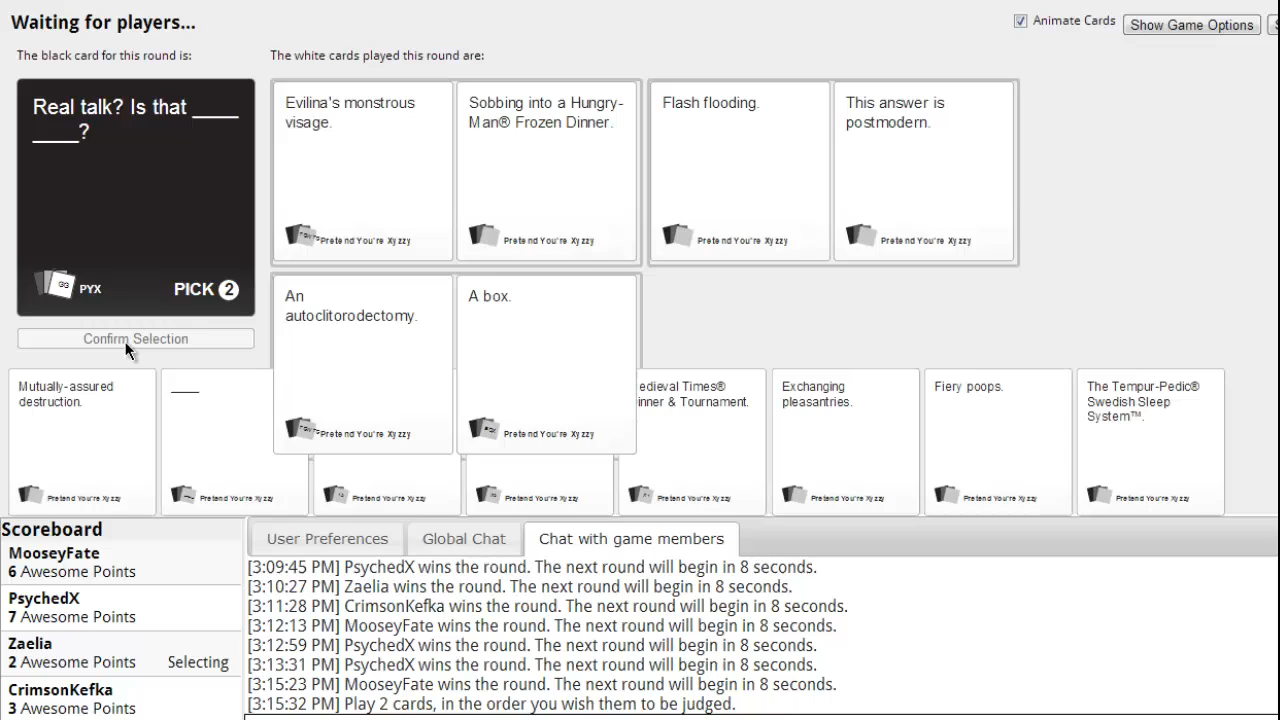 Waiting for players...
Animate Cards
Show Game Options
The black card for this round is:
The white cards played this round are:
Real talk? Is that ____
____?
PYX
PICK 2
Evilina's monstrous
visage.
Pretend You're Xyzzy
Sobbing into a Hungry-
Man® Frozen Dinner.
Pretend You're Xyzzy
Flash flooding.
Pretend You're Xyzzy
This answer is
postmodern.
Pretend You're Xyzzy
Confirm Selection
An
autoclitorodectomy.
Pretend You're Xyzzy
A box.
Pretend You're Xyzzy
Mutually-assured
destruction.
Pretend You're Xyzzy
____
Pretend You're Xyzzy
Pretend You're Xyzzy
Pretend You're Xyzzy
edieval Times®
inner & Tournament.
Pretend You're Xyzzy
Exchanging
pleasantries.
Pretend You're Xyzzy
Fiery poops.
Pretend You're Xyzzy
The Tempur-Pedic®
Swedish Sleep
System™.
Pretend You're Xyzzy
Scoreboard
MooseyFate
6 Awesome Points
PsychedX
7 Awesome Points
Zaelia
2 Awesome Points Selecting
CrimsonKefka
3 Awesome Points
User Preferences
Global Chat
Chat with game members
[3:09:45 PM] PsychedX wins the round. The next round will begin in 8 seconds.
[3:10:27 PM] Zaelia wins the round. The next round will begin in 8 seconds.
[3:11:28 PM] CrimsonKefka wins the round. The next round will begin in 8 seconds.
[3:12:13 PM] MooseyFate wins the round. The next round will begin in 8 seconds.
[3:12:59 PM] PsychedX wins the round. The next round will begin in 8 seconds.
[3:13:31 PM] PsychedX wins the round. The next round will begin in 8 seconds.
[3:15:23 PM] MooseyFate wins the round. The next round will begin in 8 seconds.
[3:15:32 PM] Play 2 cards, in the order you wish them to be judged.